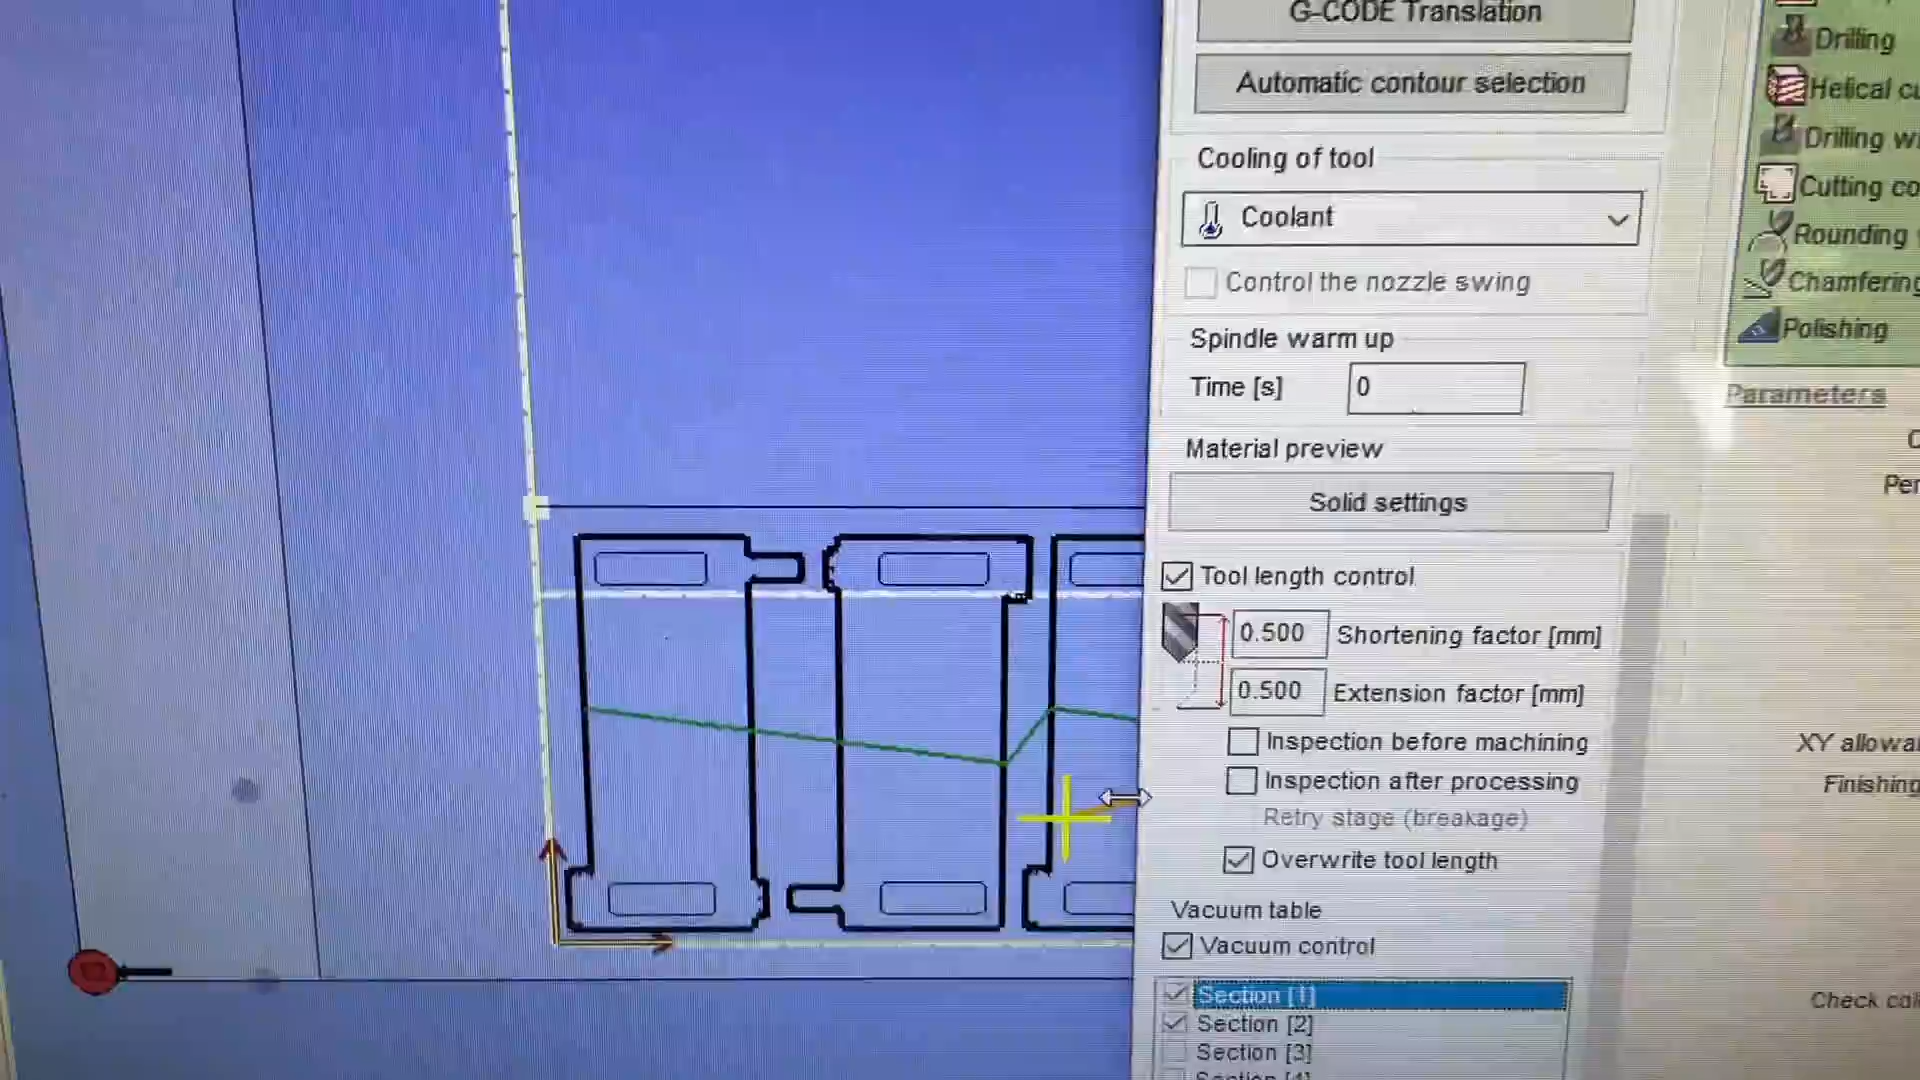 G-CODE Translation
Automatic contour selection
Cooling of tool
Coolant
Control the nozzle swing
Spindle warm up
Time [s]
0
Material preview
Solid settings
Tool length control
0.500
Shortening factor [mm]
0.500
Extension factor [mm]
Inspection before machining
Inspection after processing
Retry stage (breakage)
Overwrite tool length
Vacuum table
Vacuum control
Section [1]
Section [2]
Section [3]
Drilling
Helical cu
Drilling wi
Cutting co
Rounding
Chamfering
Polishing
Parameters
Per
XY allowa
Finishing
Check